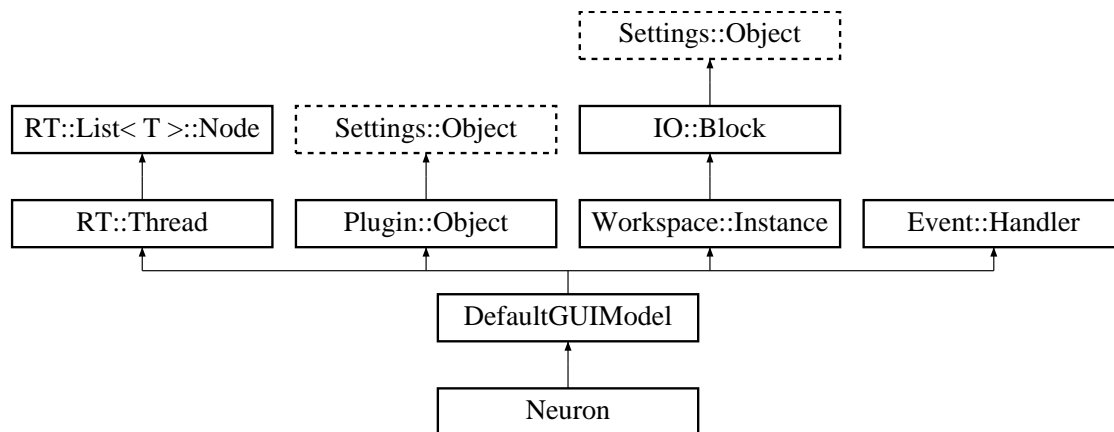 Settings::Object
RT::List< T >::Node
Settings::Object
IO::Block
RT::Thread
Plugin::Object
Workspace::Instance
Event::Handler
DefaultGUIModel
Neuron